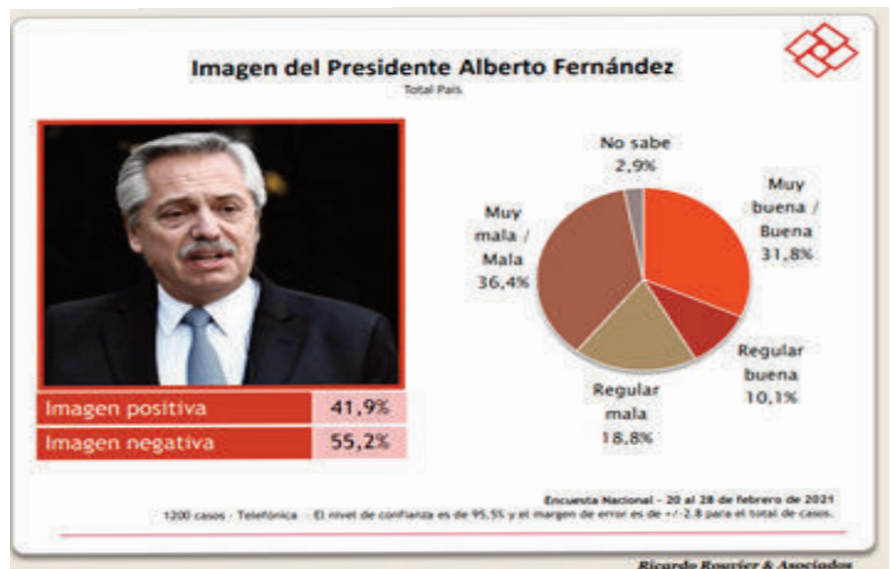 Imagen del Presidente Alberto Fernández
Total País
Imagen positiva 41,9%
Imagen negativa 55,2%
No sabe
2,9%
Muy
buena /
Buena
31,8%
Regular
buena
10,1%
Regular
mala
18,8%
Muy
mala /
Mala
36,4%
Encuesta Nacional - 20 al 28 de febrero de 2021
1200 casos - Telefónica - El nivel de confianza es de 95,5% y el margen de error es de +/-2.8 para el total de casos.
Ricardo Rouvier & Asociados